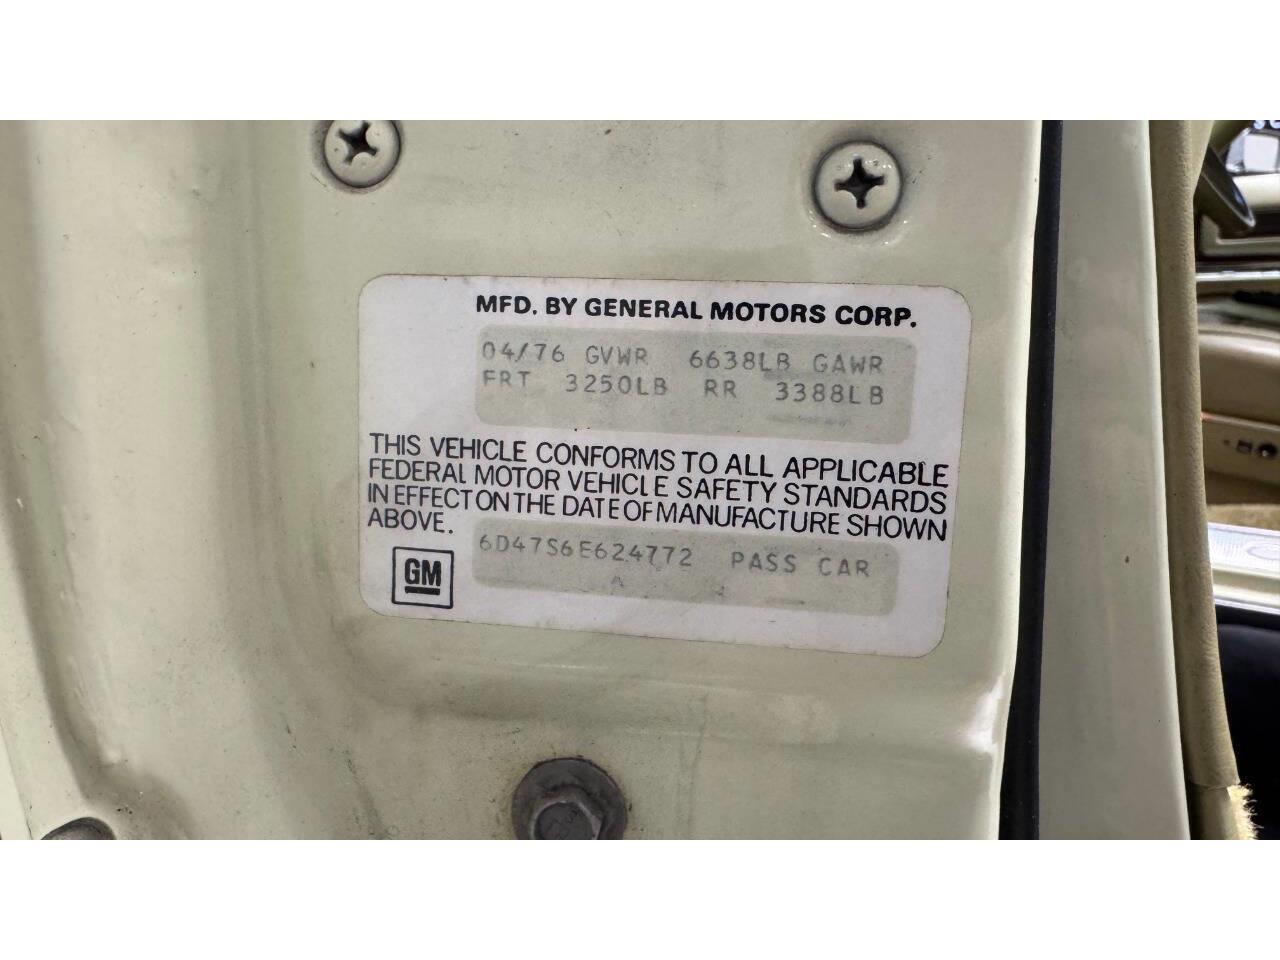 MFD. BY GENERAL MOTORS CORP.
04/76 GVWR 6638LB GAWR
FRT 3250LB RR 3388LB
THIS VEHICLE CONFORMS TO ALL APPLICABLE
FEDERAL MOTOR VEHICLE SAFETY STANDARDS
IN EFFECT ON THE DATE OF MANUFACTURE SHOWN
ABOVE.
6D47S6E624772 PASS CAR
GM